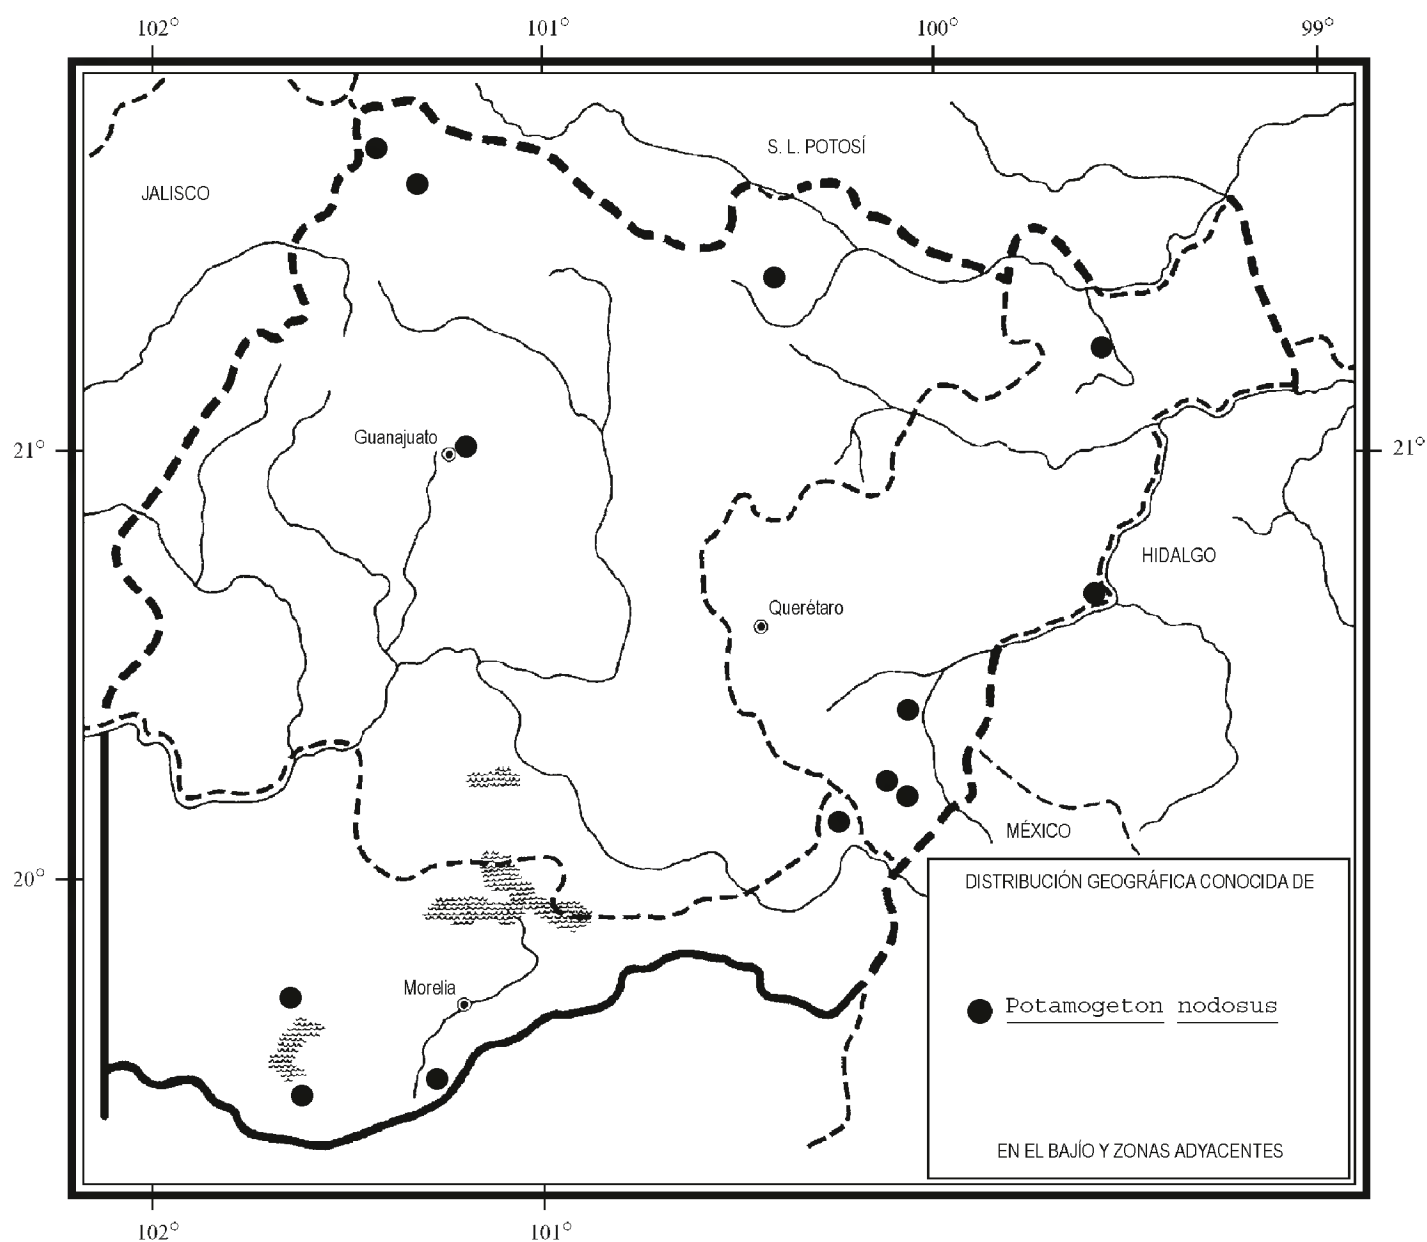 102° 101° 100° 99°
S. L. POTOSÍ
JALISCO
Guanajuato
21° 21°
HIDALGO
Querétaro
MÉXICO
20°
DISTRIBUCIÓN GEOGRÁFICA CONOCIDA DE
Morelia
Potamogeton nodosus
EN EL BAJÍO Y ZONAS ADYACENTES
102° 101°